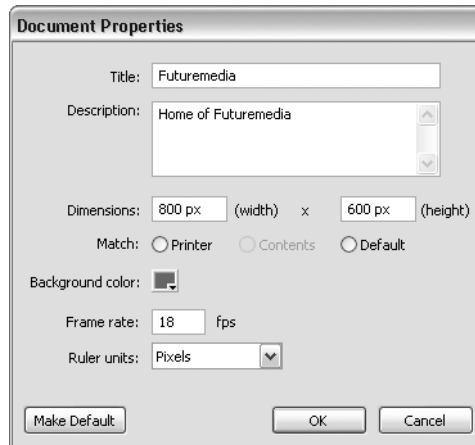 Document Properties
Title: Futuremedia
Description: Home of Futuremedia
Dimensions: 800 px (width) x 600 px (height)
Match: Printer Contents Default
Background color:
Frame rate: 18 fps
Ruler units: Pixels
Make Default OK Cancel